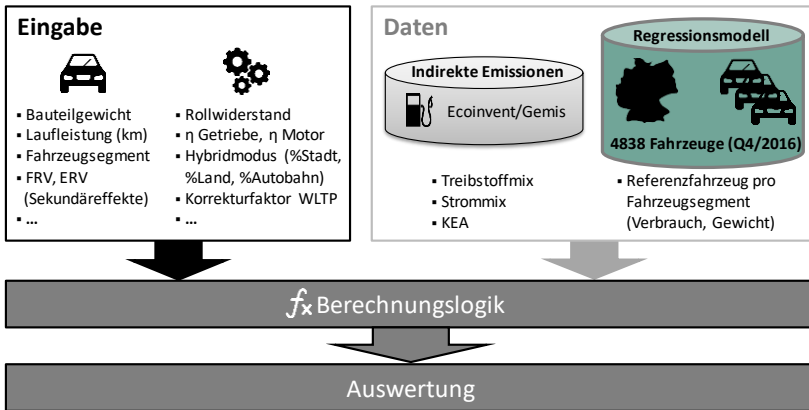 Eingabe
▪ Bauteilgewicht
▪ Laufleistung (km)
▪ Fahrzeugsegment
▪ FRV, ERV
(Sekundäreffekte)
▪ ...
▪ Rollwiderstand
▪ η Getriebe, η Motor
▪ Hybridmodus (%Stadt,
%Land, %Autobahn)
▪ Korrekturfaktor WLTP
▪ ...
Daten
Indirekte Emissionen
Ecoinvent/Gemis
▪ Treibstoffmix
▪ Strommix
▪ KEA
Regressionsmodell
4838 Fahrzeuge (Q4/2016)
▪ Referenzfahrzeug pro
Fahrzeugsegment
(Verbrauch, Gewicht)
fx Berechnungslogik
Auswertung